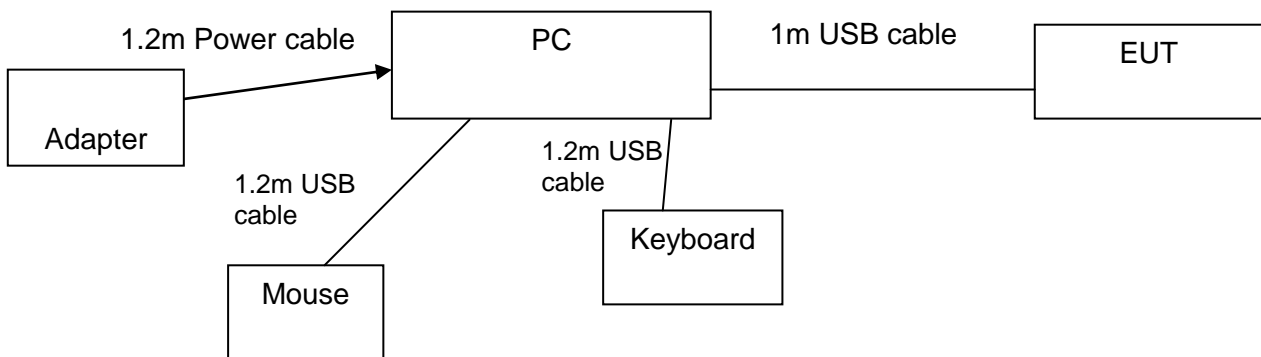 1.2m Power cable
PC
1m USB cable
EUT
Adapter
1.2m USB
cable
1.2m USB
cable
Keyboard
Mouse